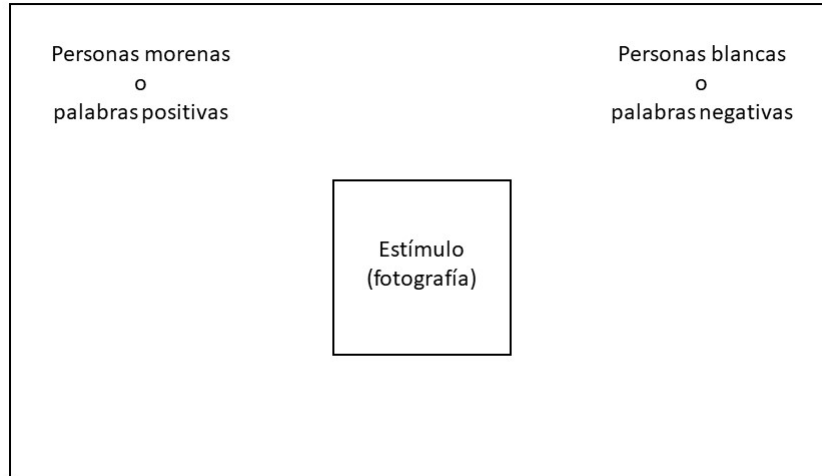 Personas morenas
o
palabras positivas
Personas blancas
o
palabras negativas
Estímulo
(fotografía)